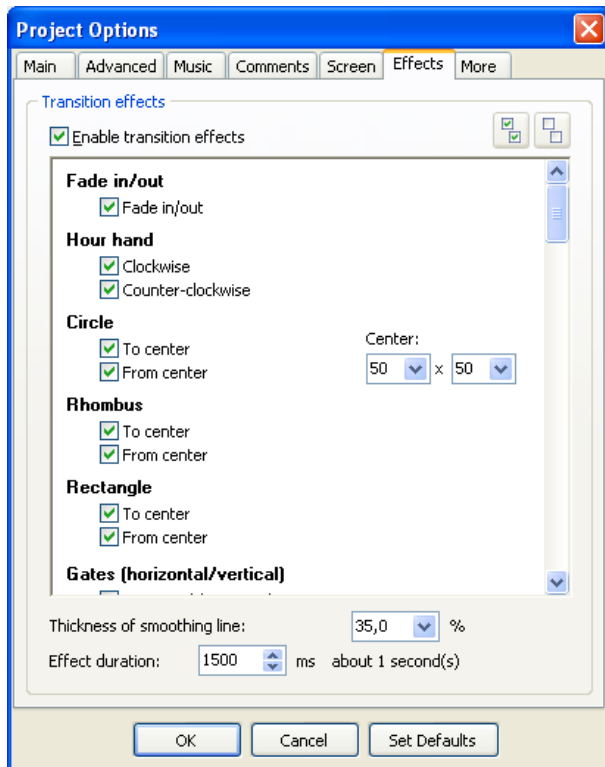 Project Options
Main Advanced Music Comments Screen Effects More
Transition effects
Enable transition effects
Fade in/out
Fade in/out
Hour hand
Clockwise
Counter-clockwise
Circle
To center
From center
Center:
50 x 50
Rhombus
To center
From center
Rectangle
To center
From center
Gates (horizontal/vertical)
Thickness of smoothing line: 35,0 %
Effect duration: 1500 ms about 1 second(s)
OK Cancel Set Defaults